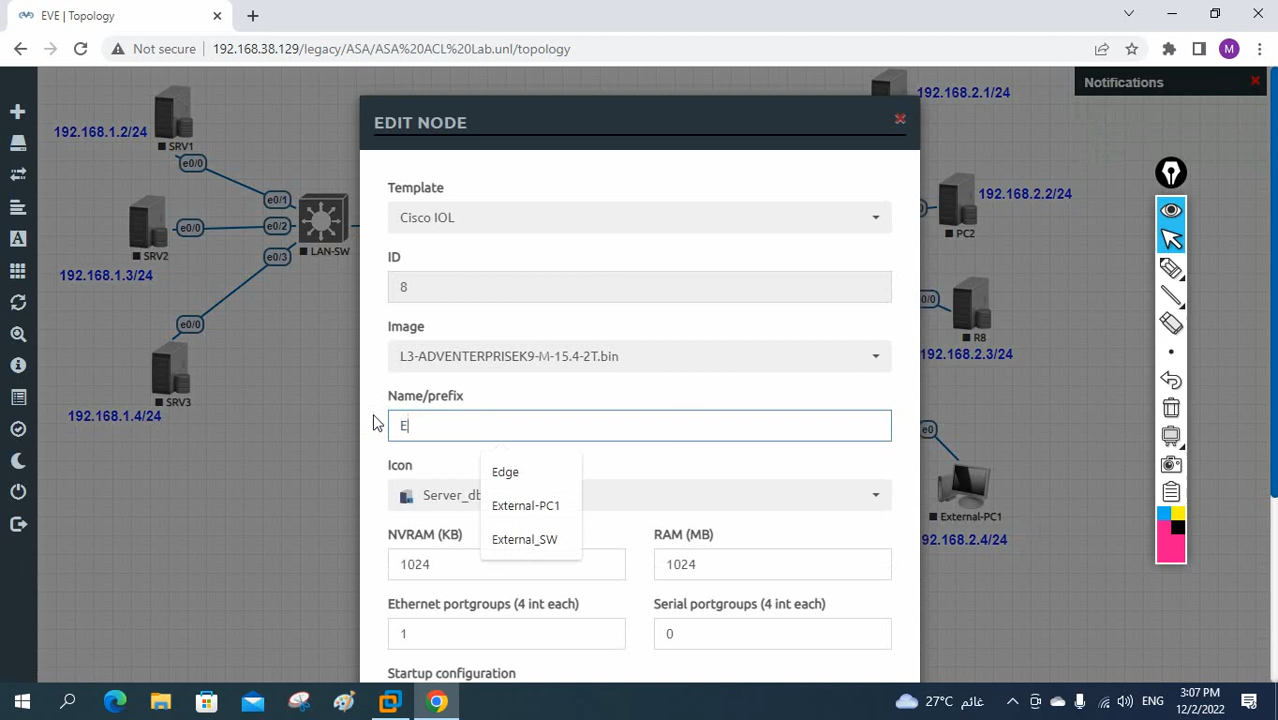 EVE | Topology
Not secure
192.168.38.129/legacy/ASA/ASA%20ACL%20Lab.unl/topology
M
Notifications
192.168.1.2/24
SRV1
e0/0
e0/1
e0/2
e0/0
SRV2
LAN-SW
e0/3
192.168.1.3/24
e0/0
SRV3
192.168.1.4/24
EDIT NODE
Template
Cisco IOL
ID
8
Image
L3-ADVENTERPRISEK9-M-15.4-2T.bin
Name/prefix
E
Edge
External-PC1
External_SW
Icon
Server_db
NVRAM (KB)
RAM (MB)
1024
1024
Ethernet portgroups (4 int each)
Serial portgroups (4 int each)
1
0
Startup configuration
192.168.2.1/24
192.168.2.2/24
PC2
R8
192.168.2.3/24
External-PC1
192.168.2.4/24
27°C غائم
ENG
3:07 PM
12/2/2022